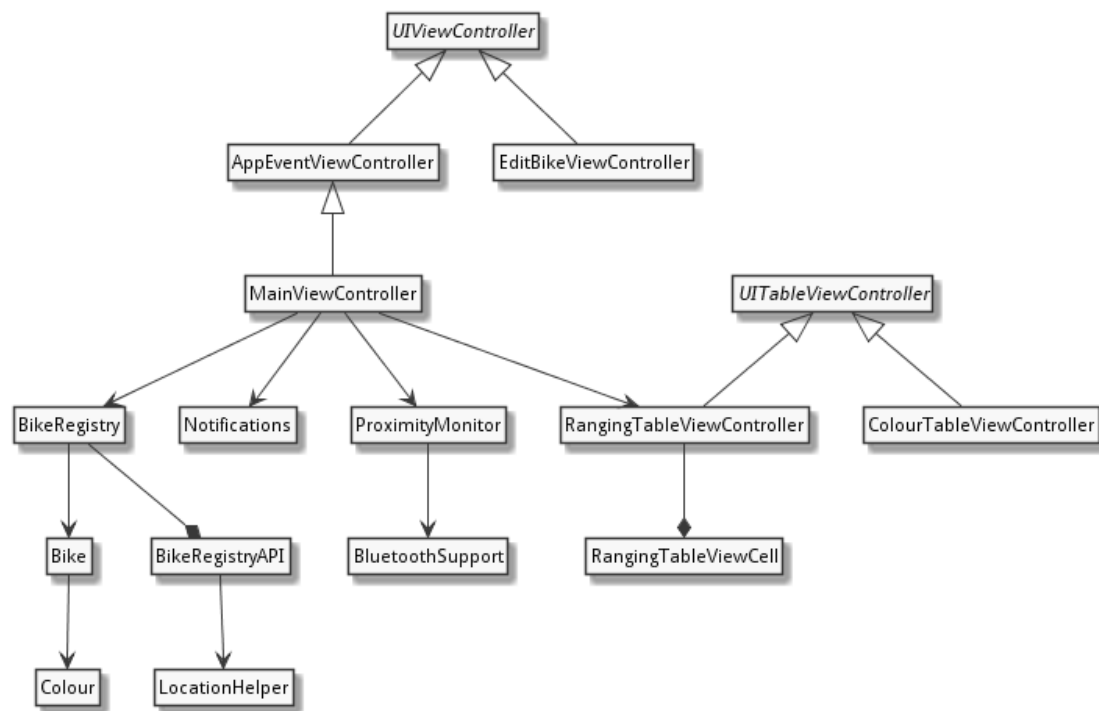 UIViewController
AppEventViewController
EditBikeViewController
MainViewController
UITableViewController
BikeRegistry
Notifications
ProximityMonitor
RangingTableViewController
ColourTableViewController
Bike
BikeRegistryAPI
BluetoothSupport
RangingTableViewCell
Colour
LocationHelper